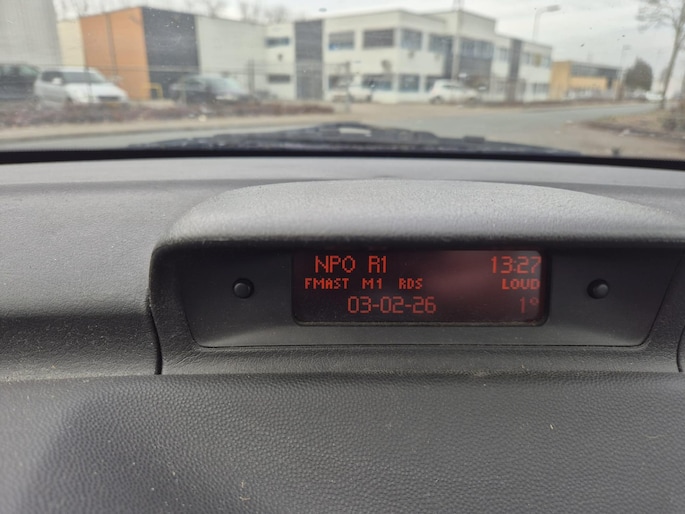 NPO R1 13:27
FMAST M1 RDS LOUD
03-02-26 1°